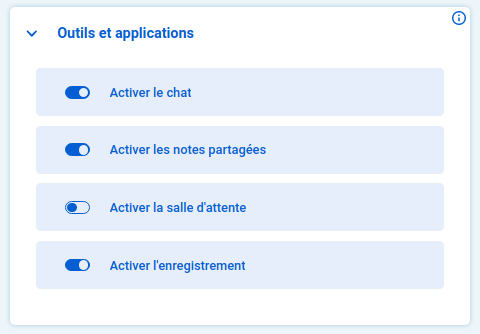 Outils et applications
Activer le chat
Activer les notes partagées
Activer la salle d'attente
Activer l'enregistrement